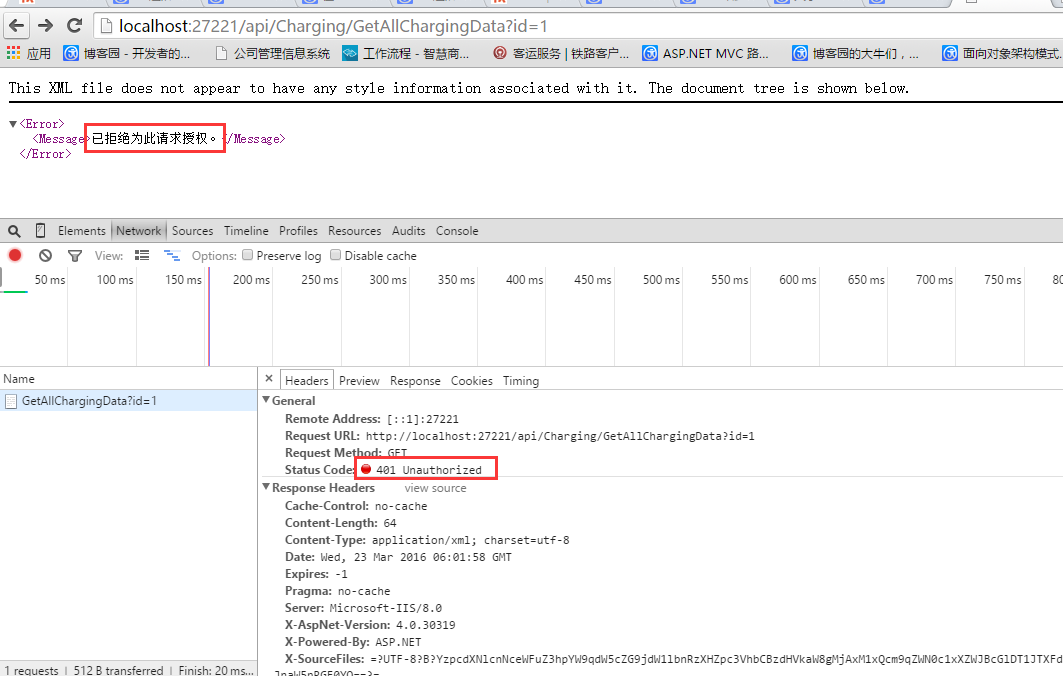 localhost:27221/api/Charging/GetAllChargingData?id=1
应用 博客园 - 开发者的... 公司管理信息系统 工作流程 - 智慧商... 客运服务 | 铁路客户... ASP.NET MVC 路... 博客园的大牛们，... 面向对象架构模式
This XML file does not appear to have any style information associated with it. The document tree is shown below.
▼<Error>
<Message>已拒绝为此请求授权。</Message>
</Error>
Elements Network Sources Timeline Profiles Resources Audits Console
View: Options: Preserve log Disable cache
50 ms 100 ms 150 ms 200 ms 250 ms 300 ms 350 ms 400 ms 450 ms 500 ms 550 ms 600 ms 650 ms 700 ms 750 ms 80
Name
GetAllChargingData?id=1
× Headers Preview Response Cookies Timing
▼General
Remote Address: [::1]:27221
Request URL: http://localhost:27221/api/Charging/GetAllChargingData?id=1
Request Method: GET
Status Code: 401 Unauthorized
▼Response Headers view source
Cache-Control: no-cache
Content-Length: 64
Content-Type: application/xml; charset=utf-8
Date: Wed, 23 Mar 2016 06:01:58 GMT
Expires: -1
Pragma: no-cache
Server: Microsoft-IIS/8.0
X-AspNet-Version: 4.0.30319
X-Powered-By: ASP.NET
X-SourceFiles: =?UTF-8?B?YzpcdXNlcnNceWFuZ3hpYW9qdW5cZG9jdW1lbnRzXHZpc3VhbCBzdHVkaW8gMjAxM1xQcm9qZWN0c1xXZWJBcGlDT1JTXFd
1 requests | 512 B transferred | Finish: 20 ms...